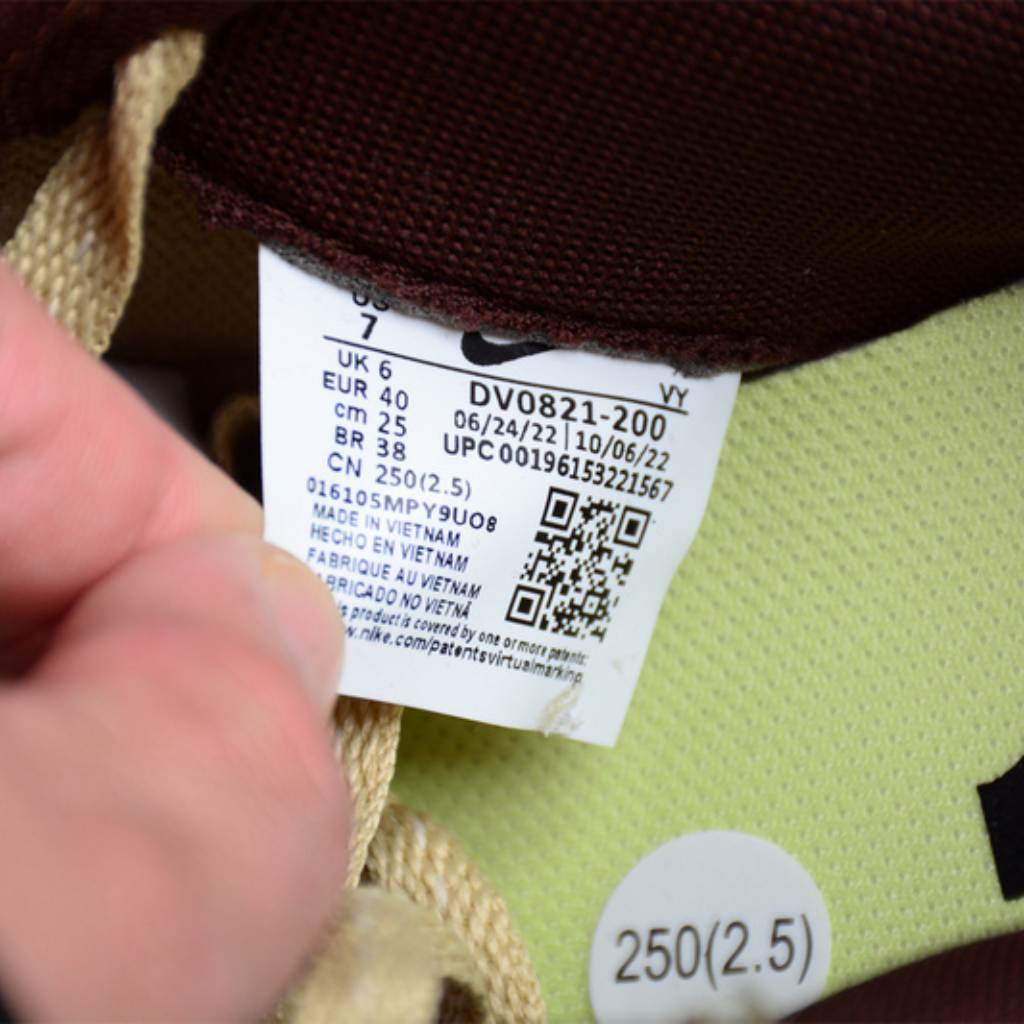 US
7
VY
UK 6
EUR 40
cm 25
BR 38
CN 250(2.5)
DV0821-200
06/24/22 | 10/06/22
UPC 00196153221567
016105MPY9UO8
MADE IN VIETNAM
HECHO EN VIETNAM
FABRIQUE AU VIETNAM
ABRICADO NO VIETNÃ
s product is covered by one or more patents:
w.nike.com/patentsvirtualmarking
250(2.5)